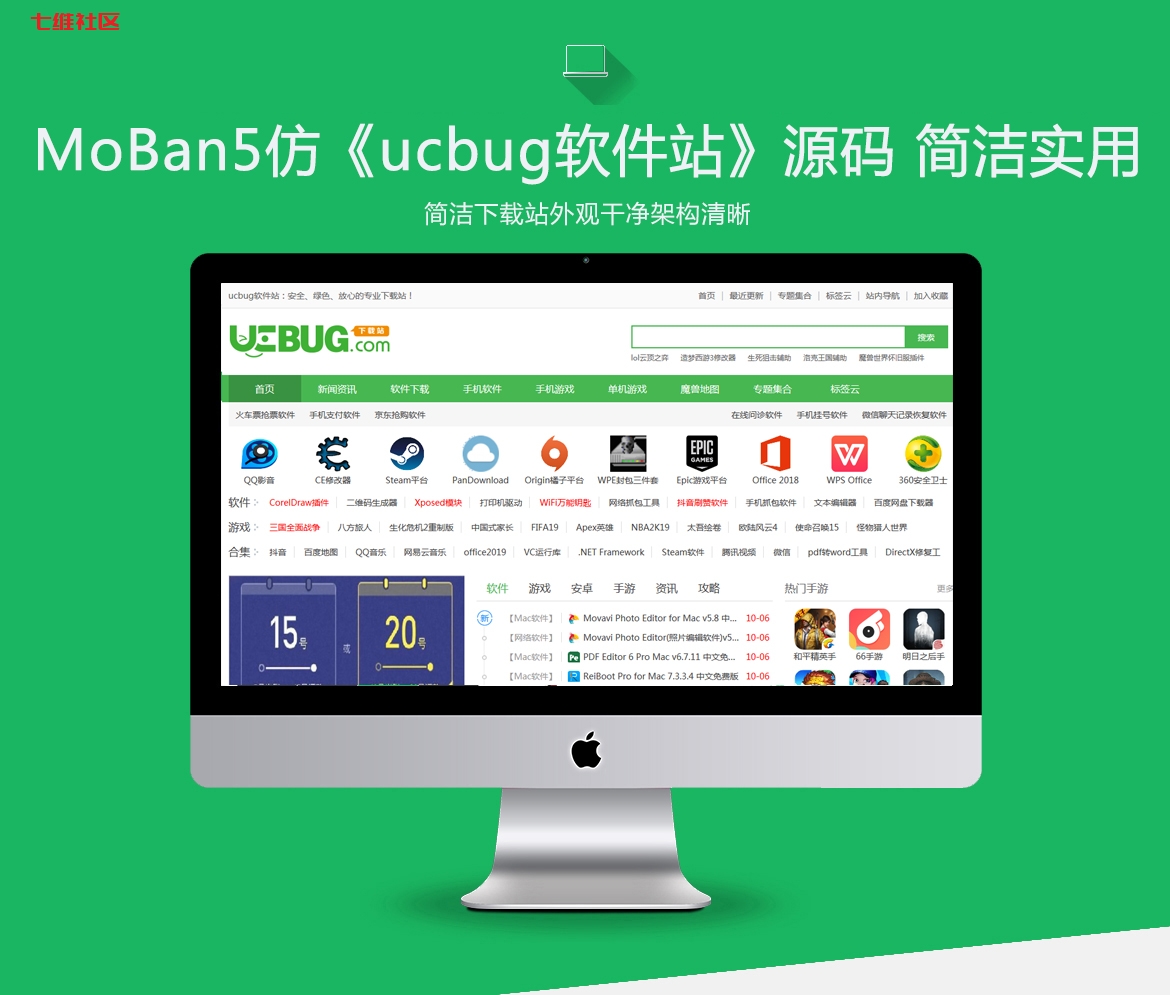 七维社区
MoBan5仿《ucbug软件站》源码 简洁实用
简洁下载站外观干净架构清晰
ucbug软件站：安全、绿色、放心的专业下载站！
首页 | 最近更新 | 专题集合 | 标签云 | 站内导航 | 加入收藏
UCBUG.com 下载站
搜索
lol云顶之弈 造梦西游3修改器 生死狙击辅助 洛克王国辅助 魔兽世界怀旧服插件
首页 新闻资讯 软件下载 手机软件 手机游戏 单机游戏 魔兽地图 专题集合 标签云
火车票抢票软件 手机支付软件 京东抢购软件 在线问诊软件 手机挂号软件 微信聊天记录恢复软件
EPIC GAMES
QQ影音 CE修改器 Steam平台 PanDownload Origin橘子平台 WPE封包三件套 Epic游戏平台 Office 2018 WPS Office 360安全卫士
软件： CorelDraw插件 二维码生成器 Xposed模块 打印机驱动 WiFi万能钥匙 网络抓包工具 抖音刷赞软件 手机抓包软件 文本编辑器 百度网盘下载器
游戏： 三国全面战争 八方旅人 生化危机2重制版 中国式家长 FIFA19 Apex英雄 NBA2K19 太吾绘卷 欧陆风云4 使命召唤15 怪物猎人世界
合集： 抖音 百度地图 QQ音乐 网易云音乐 office2019 VC运行库 .NET Framework Steam软件 腾讯视频 微信 pdf转word工具 DirectX修复工
15号 或 20号
软件 游戏 安卓 手游 资讯 攻略
热门手游 更多
新 【Mac软件】 | Movavi Photo Editor for Mac v5.8 中... 10-06
【网络软件】 | Movavi Photo Editor(照片编辑软件)v5... 10-06
【Mac软件】 | PDF Editor 6 Pro Mac v6.7.11 中文免... 10-06
【Mac软件】 | ReiBoot Pro for Mac 7.3.3.4 中文免费版 10-06
和平精英手 66手游 明日之后手